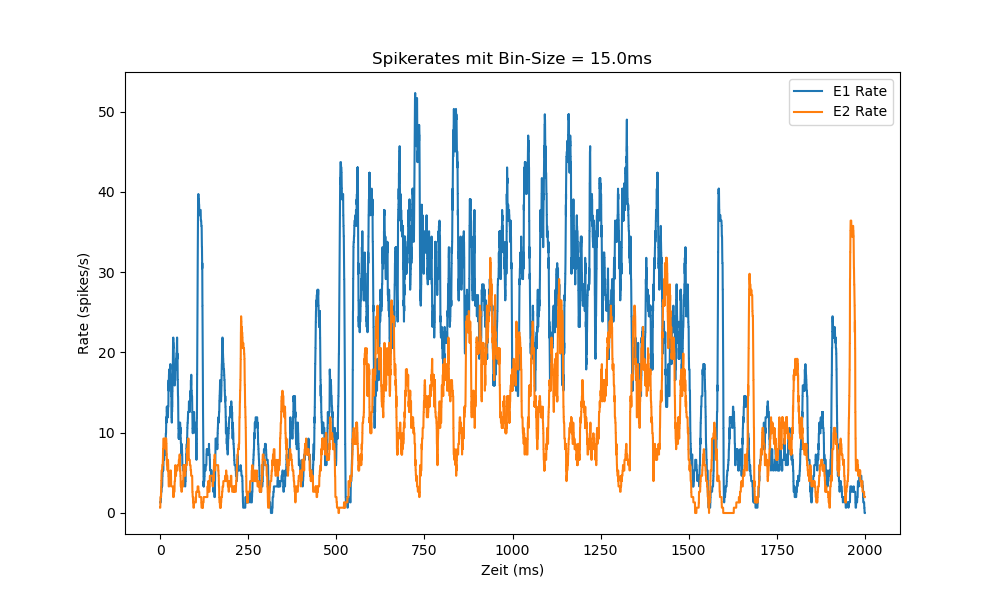 Spikerates mit Bin-Size = 15.0ms
E1 Rate
E2 Rate
Rate (spikes/s)
50
40
30
20
10
0
0 250 500 750 1000 1250 1500 1750 2000
Zeit (ms)